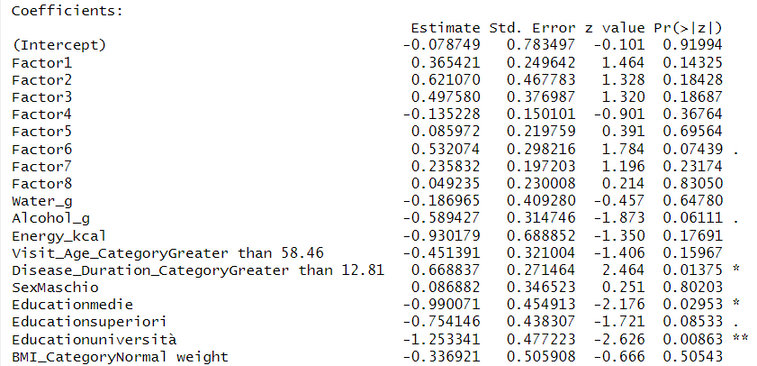 Coefficients:
Estimate Std. Error z value Pr(>|z|)
(Intercept) -0.078749 0.783497 -0.101 0.91994
Factor1 0.365421 0.249642 1.464 0.14325
Factor2 0.621070 0.467783 1.328 0.18428
Factor3 0.497580 0.376987 1.320 0.18687
Factor4 -0.135228 0.150101 -0.901 0.36764
Factor5 0.085972 0.219759 0.391 0.69564
Factor6 0.532074 0.298216 1.784 0.07439 .
Factor7 0.235832 0.197203 1.196 0.23174
Factor8 0.049235 0.230008 0.214 0.83050
Water_g -0.186965 0.409280 -0.457 0.64780
Alcohol_g -0.589427 0.314746 -1.873 0.06111 .
Energy_kcal -0.930179 0.688852 -1.350 0.17691
Visit_Age_CategoryGreater than 58.46 -0.451391 0.321004 -1.406 0.15967
Disease_Duration_CategoryGreater than 12.81 0.668837 0.271464 2.464 0.01375 *
SexMaschio 0.086882 0.346523 0.251 0.80203
Educationmedie -0.990071 0.454913 -2.176 0.02953 *
Educationsuperiori -0.754146 0.438307 -1.721 0.08533 .
Educationuniversità -1.253341 0.477223 -2.626 0.00863 **
BMI_CategoryNormal weight -0.336921 0.505908 -0.666 0.50543